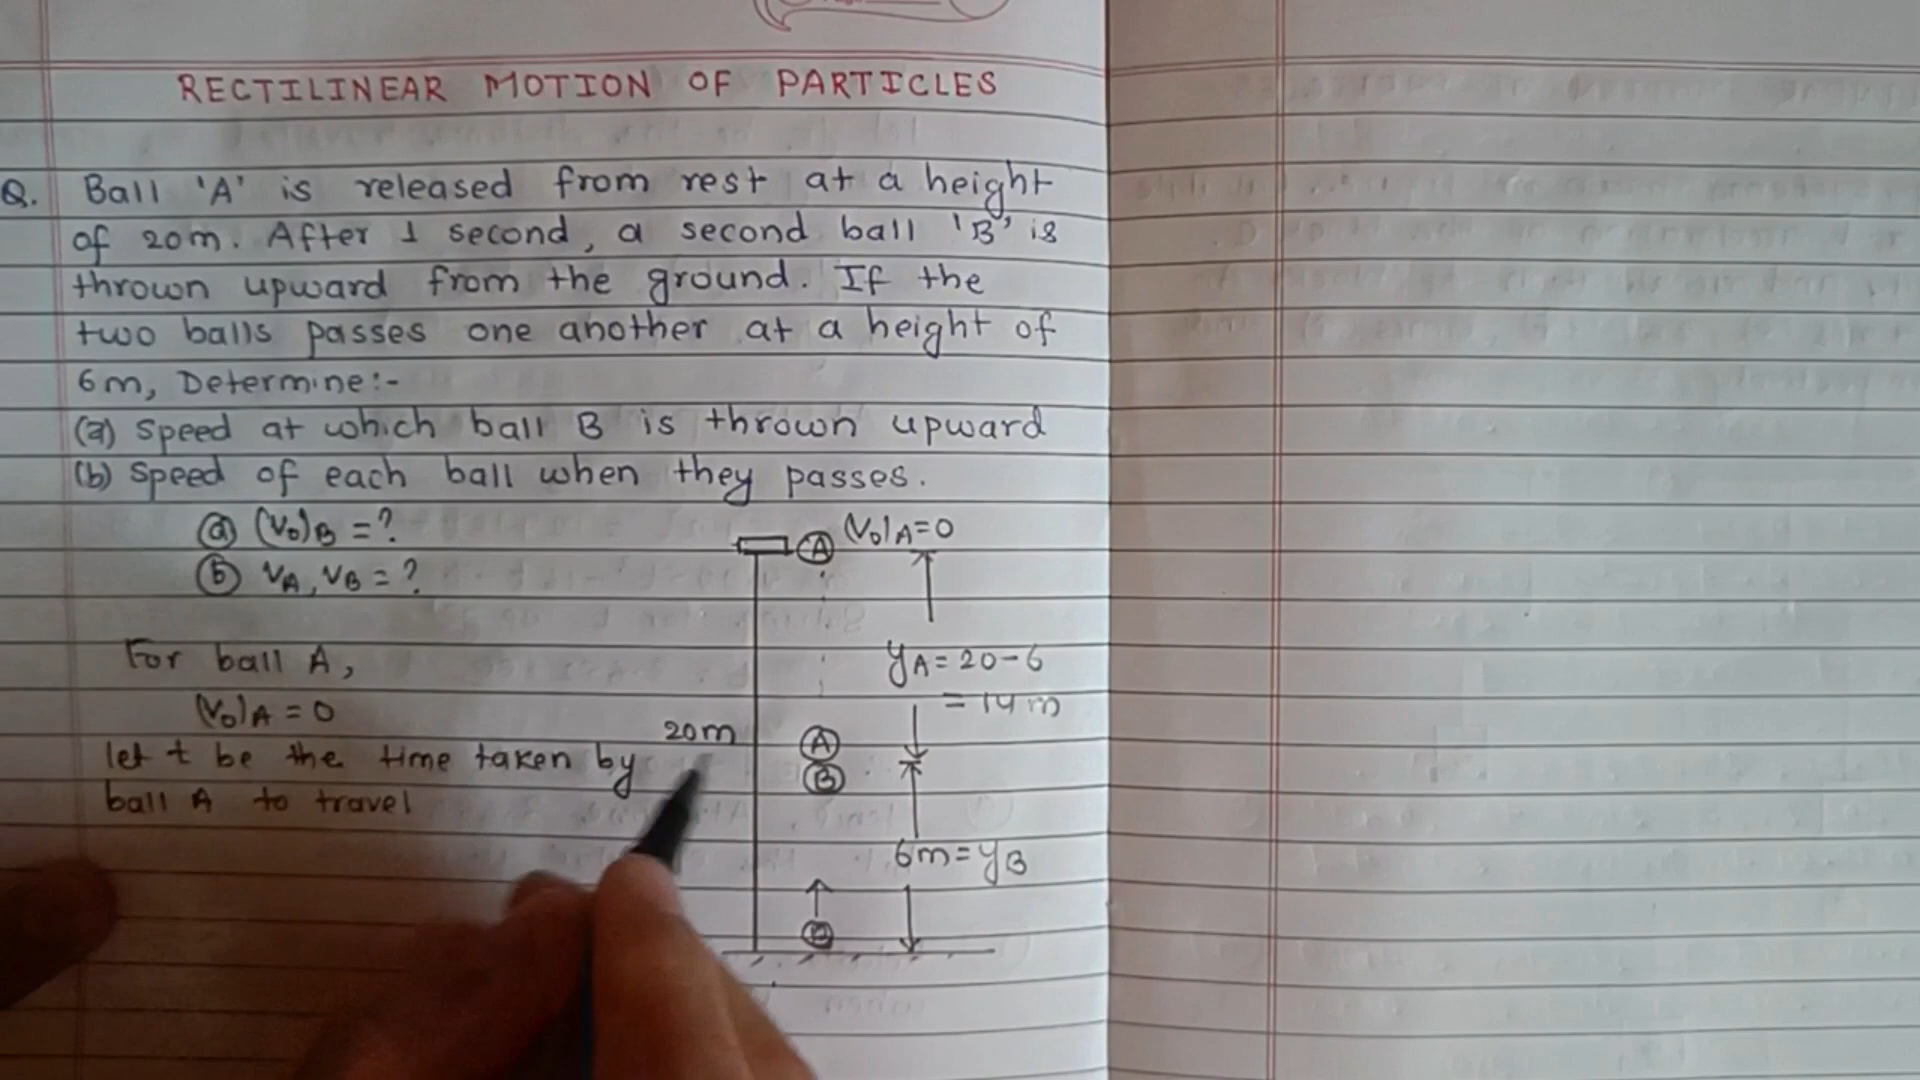 RECTILINEAR MOTION OF PARTICLES
Q. Ball 'A' is released from rest at a height
of 20m. After 1 second, a second ball 'B' is
thrown upward from the ground. If the
two balls passes one another at a height of
6m, Determine:-
(a) Speed at which ball B is thrown upward
(b) Speed of each ball when they passes.
ⓐ (v₀)B = ?
ⓑ vA, vB = ?
For ball A,
(v₀)A = 0
let t be the time taken by
ball A to travel
A (v₀)A = 0
yA = 20-6
= 14m
20m
A
B
6m = yB